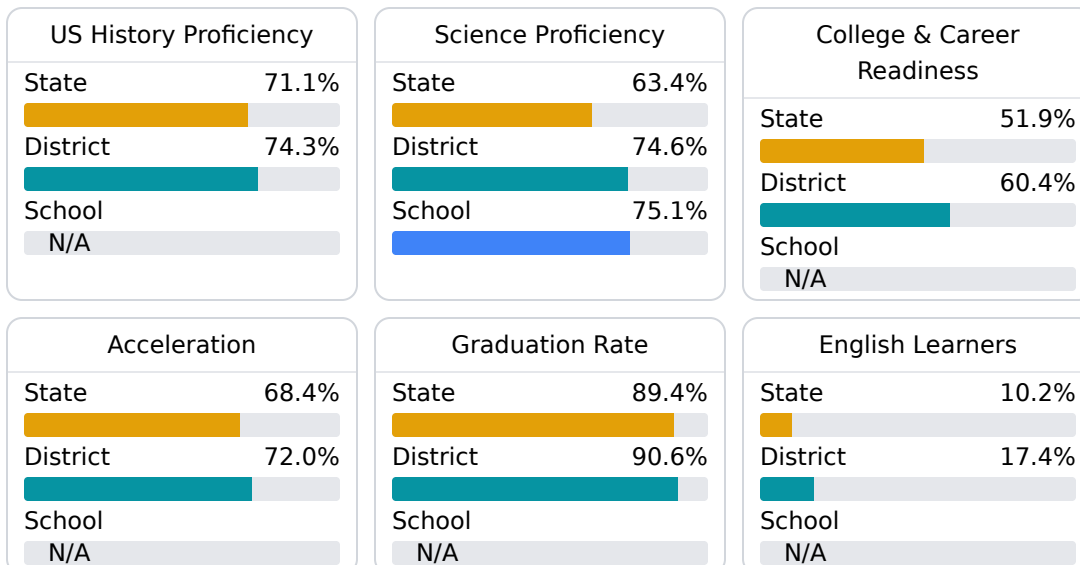 US History Proficiency
State 71.1%
District 74.3%
School
N/A
Science Proficiency
State 63.4%
District 74.6%
School 75.1%
College & Career
Readiness
State 51.9%
District 60.4%
School
N/A
Acceleration
State 68.4%
District 72.0%
School
N/A
Graduation Rate
State 89.4%
District 90.6%
School
N/A
English Learners
State 10.2%
District 17.4%
School
N/A